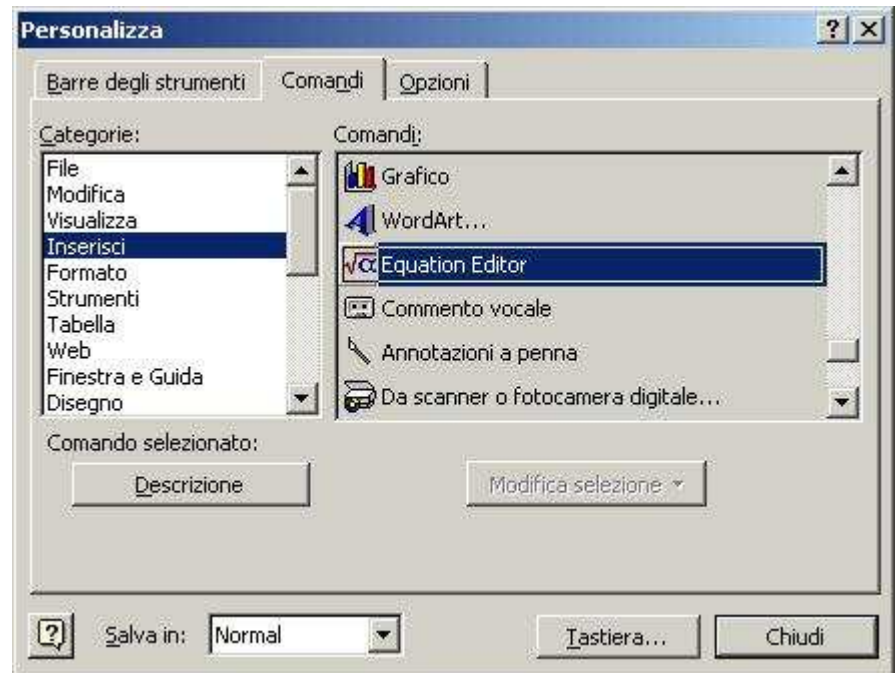 Personalizza
Barre degli strumenti Comandi Opzioni
Categorie:
File
Modifica
Visualizza
Inserisci
Formato
Strumenti
Tabella
Web
Finestra e Guida
Disegno
Comandi:
Grafico
WordArt...
Equation Editor
Commento vocale
Annotazioni a penna
Da scanner o fotocamera digitale...
Comando selezionato:
Descrizione Modifica selezione
Salva in: Normal Tastiera... Chiudi